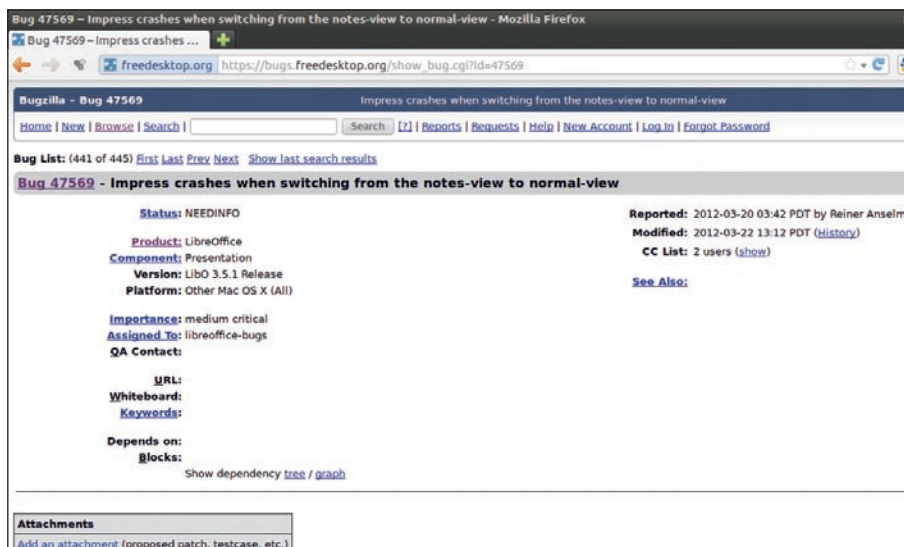 Bug 47569 – Impress crashes when switching from the notes-view to normal-view - Mozilla Firefox
Bug 47569 – Impress crashes ...
freedesktop.org https://bugs.freedesktop.org/show_bug.cgi?id=47569
Bugzilla – Bug 47569 Impress crashes when switching from the notes-view to normal-view
Home | New | Browse | Search | Search [?] | Reports | Requests | Help | New Account | Log In | Forgot Password
Bug List: (441 of 445) First Last Prev Next Show last search results
Bug 47569 - Impress crashes when switching from the notes-view to normal-view
Status: NEEDINFO
Product: LibreOffice
Component: Presentation
Version: LibO 3.5.1 Release
Platform: Other Mac OS X (All)
Importance: medium critical
Assigned To: libreoffice-bugs
QA Contact:
URL:
Whiteboard:
Keywords:
Depends on:
Blocks:
Show dependency tree / graph
Reported: 2012-03-20 03:42 PDT by Reiner Anselm
Modified: 2012-03-22 13:12 PDT (History)
CC List: 2 users (show)
See Also:
Attachments
Add an attachment (proposed patch, testcase, etc.)